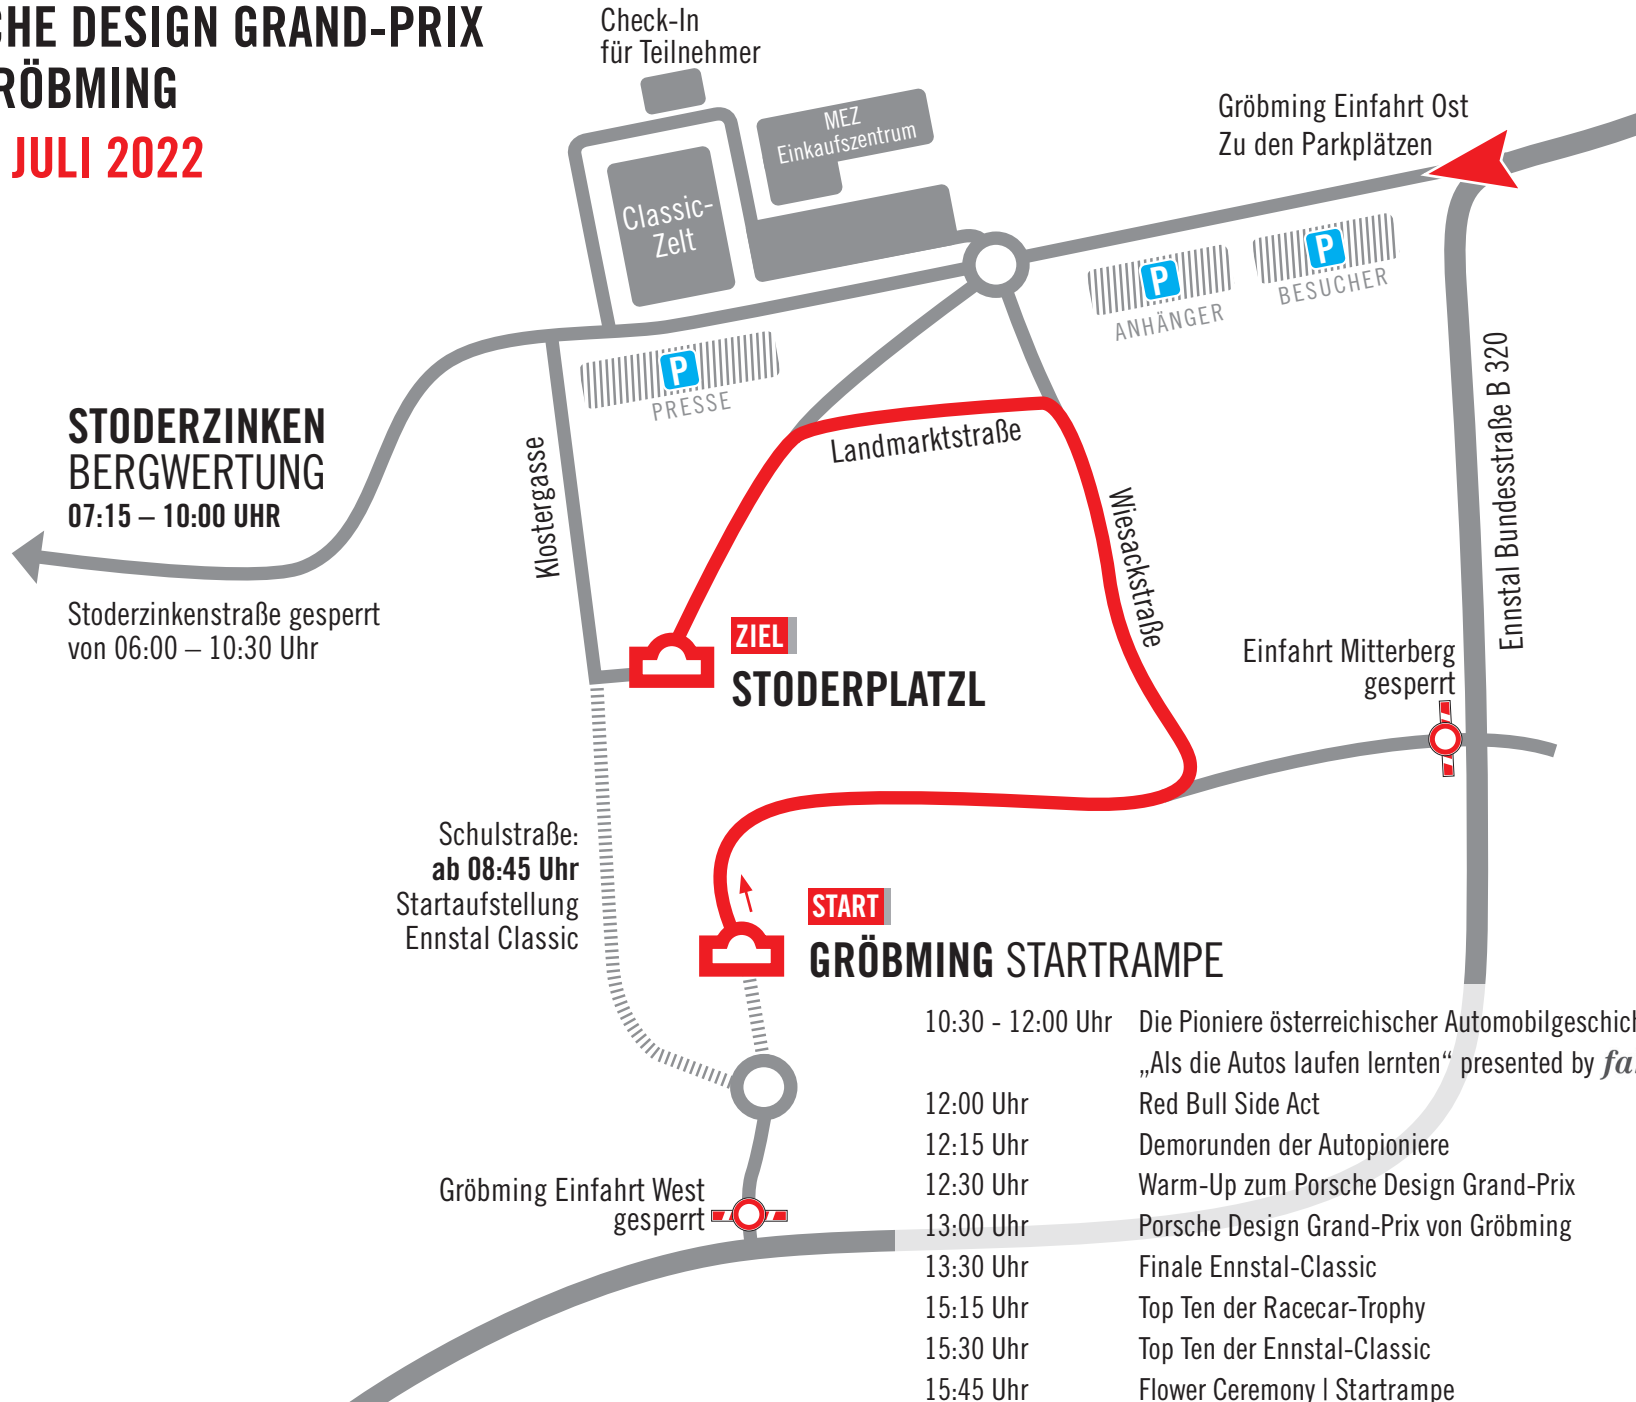 CHE DESIGN GRAND-PRIX
RÖBMING
JULI 2022
Check-In
für Teilnehmer
MEZ
Einkaufszentrum
Classic-
Zelt
Gröbming Einfahrt Ost
Zu den Parkplätzen
P
ANHÄNGER
P
BESUCHER
P
PRESSE
STODERZINKEN
BERGWERTUNG
07:15 – 10:00 UHR
Stoderzinkenstraße gesperrt
von 06:00 – 10:30 Uhr
Klostergasse
Landmarktstraße
Wiesackstraße
Ennstal Bundesstraße B 320
ZIEL
STODERPLATZL
Einfahrt Mitterberg
gesperrt
Schulstraße:
ab 08:45 Uhr
Startaufstellung
Ennstal Classic
START
GRÖBMING STARTRAMPE
10:30 - 12:00 Uhr Die Pioniere österreichischer Automobilgeschich
„Als die Autos laufen lernten“ presented by fa
12:00 Uhr Red Bull Side Act
12:15 Uhr Demorunden der Autopioniere
12:30 Uhr Warm-Up zum Porsche Design Grand-Prix
13:00 Uhr Porsche Design Grand-Prix von Gröbming
13:30 Uhr Finale Ennstal-Classic
15:15 Uhr Top Ten der Racecar-Trophy
15:30 Uhr Top Ten der Ennstal-Classic
15:45 Uhr Flower Ceremony | Startrampe
Gröbming Einfahrt West
gesperrt